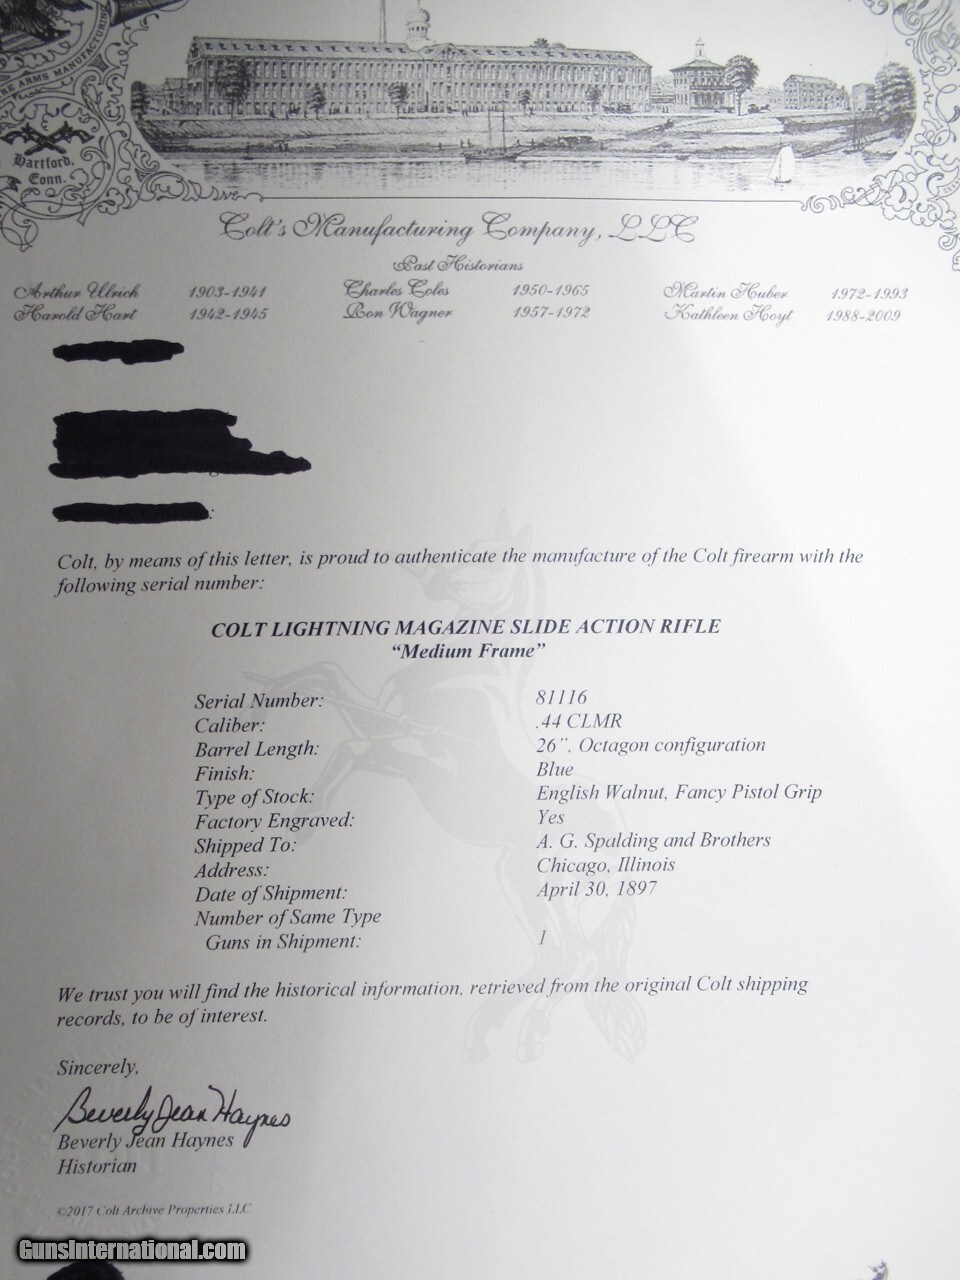 ARMS MANUFACTURING
Hartford,
Conn.
Colt's Manufacturing Company, LLC
Past Historians
Arthur Ulrich 1903-1941 Charles Coles 1950-1965 Martin Huber 1972-1993
Harold Hart 1942-1945 Ron Wagner 1957-1972 Kathleen Hoyt 1988-2009
:
Colt, by means of this letter, is proud to authenticate the manufacture of the Colt firearm with the
following serial number:
COLT LIGHTNING MAGAZINE SLIDE ACTION RIFLE
“Medium Frame”
Serial Number: 81116
Caliber: .44 CLMR
Barrel Length: 26”, Octagon configuration
Finish: Blue
Type of Stock: English Walnut, Fancy Pistol Grip
Factory Engraved: Yes
Shipped To: A. G. Spalding and Brothers
Address: Chicago, Illinois
Date of Shipment: April 30, 1897
Number of Same Type
Guns in Shipment: 1
We trust you will find the historical information, retrieved from the original Colt shipping
records, to be of interest.
Sincerely,
Beverly Jean Haynes
Beverly Jean Haynes
Historian
©2017 Colt Archive Properties LLC
GunsInternational.com